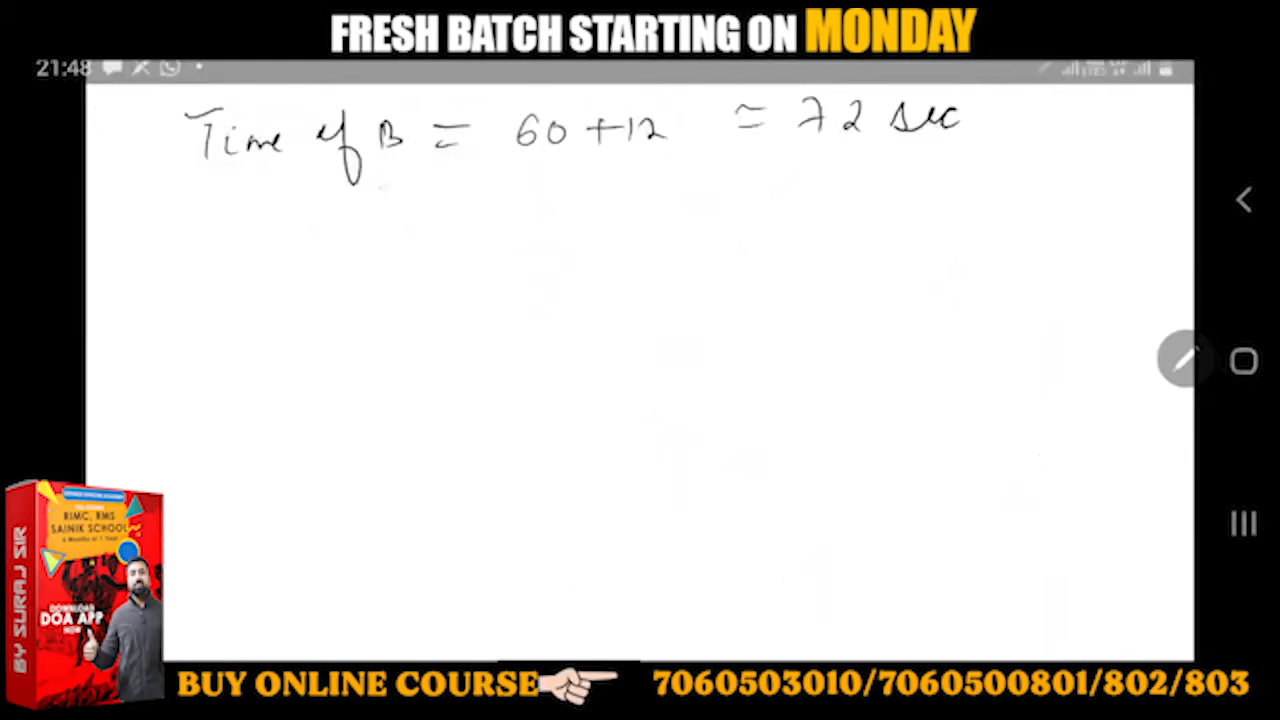 FRESH BATCH STARTING ON MONDAY
21:48
Time of B = 60 + 12 = 72 sec
RIMC, RMS
SAINIK SCHOOL
BY SURAJ SIR
DOWNLOAD
DOA APP
NOW
BUY ONLINE COURSE
7060503010/7060500801/802/803